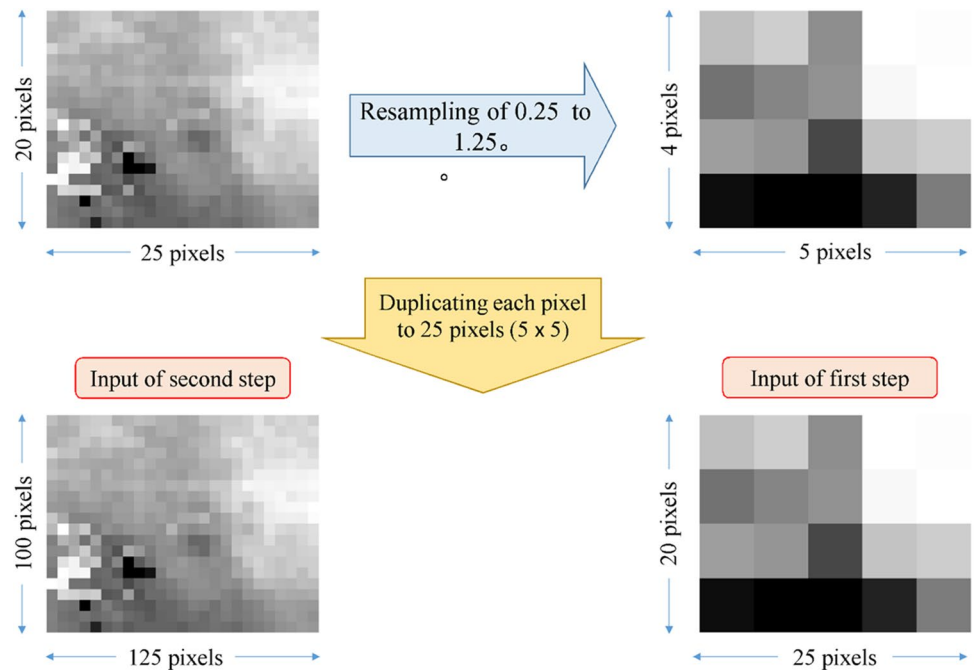 20 pixels
25 pixels
Resampling of 0.25 to
1.25。
。
4 pixels
5 pixels
Duplicating each pixel
to 25 pixels (5 x 5)
Input of second step
Input of first step
100 pixels
125 pixels
20 pixels
25 pixels